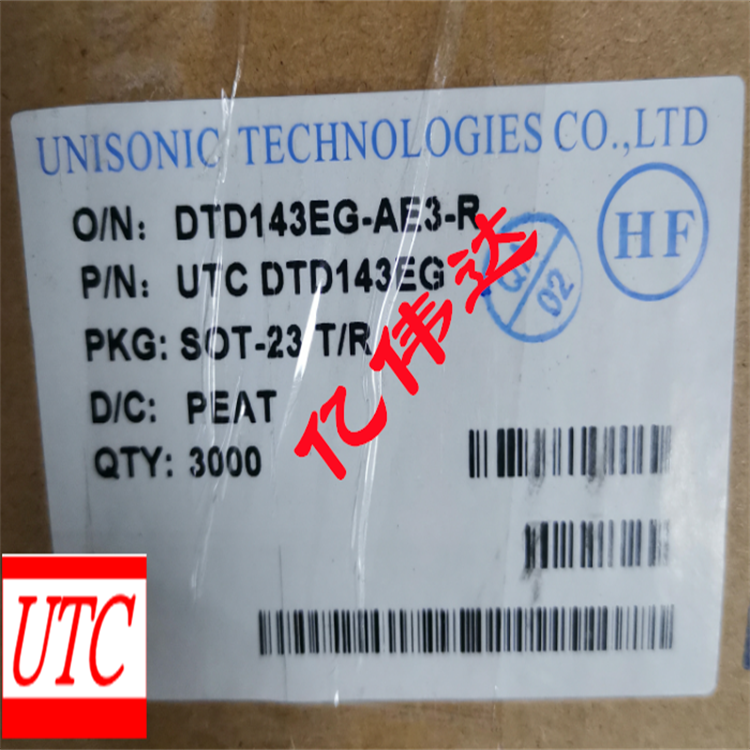 UNISONIC TECHNOLOGIES CO.,LTD
O/N: DTD143EG-AE3-R
HF
P/N: UTC DTD143EG
02
PKG: SOT-23 T/R
D/C: PEAT
QTY: 3000
亿伟达
UTC